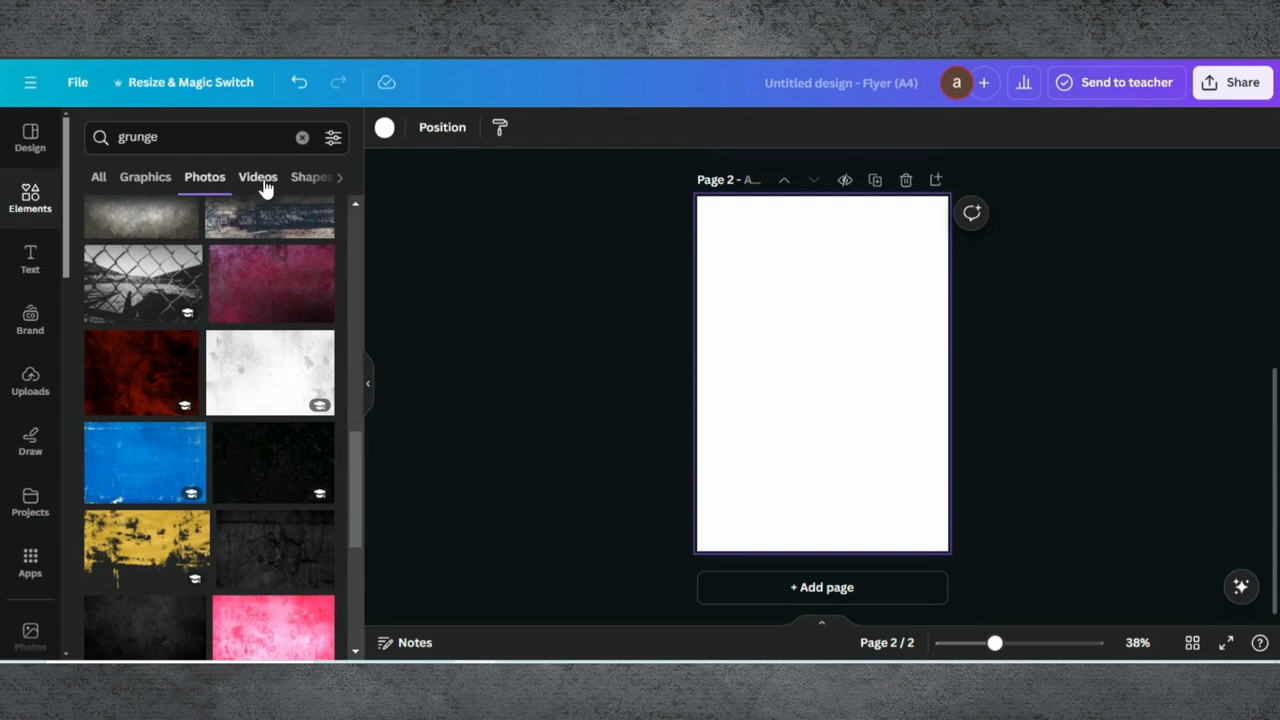 File
Resize & Magic Switch
Untitled design - Flyer (A4)
a
+
Send to teacher
Share
Design
Elements
Text
Brand
Uploads
Draw
Projects
Apps
Photos
grunge
All
Graphics
Photos
Videos
Shapes
Position
Page 2 - A...
+ Add page
Notes
Page 2 / 2
38%